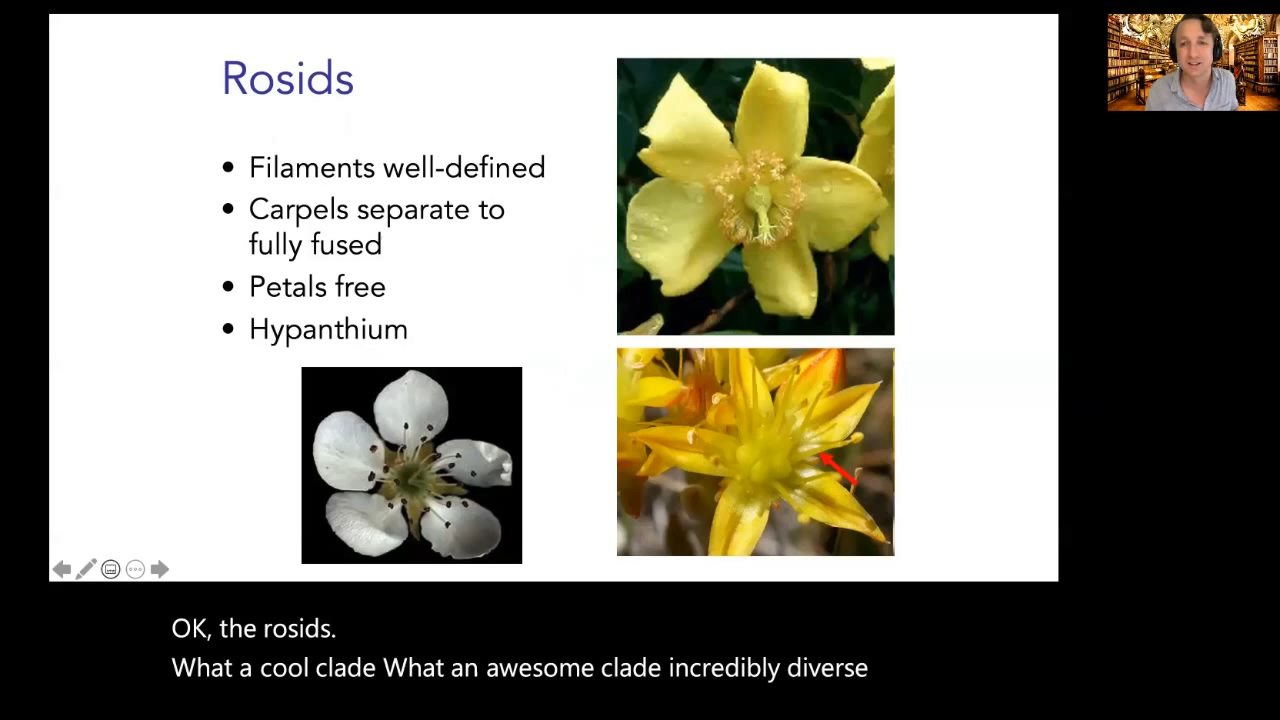 Rosids
• Filaments well-defined
• Carpels separate to
fully fused
• Petals free
• Hypanthium
OK, the rosids.
What a cool clade What an awesome clade incredibly diverse